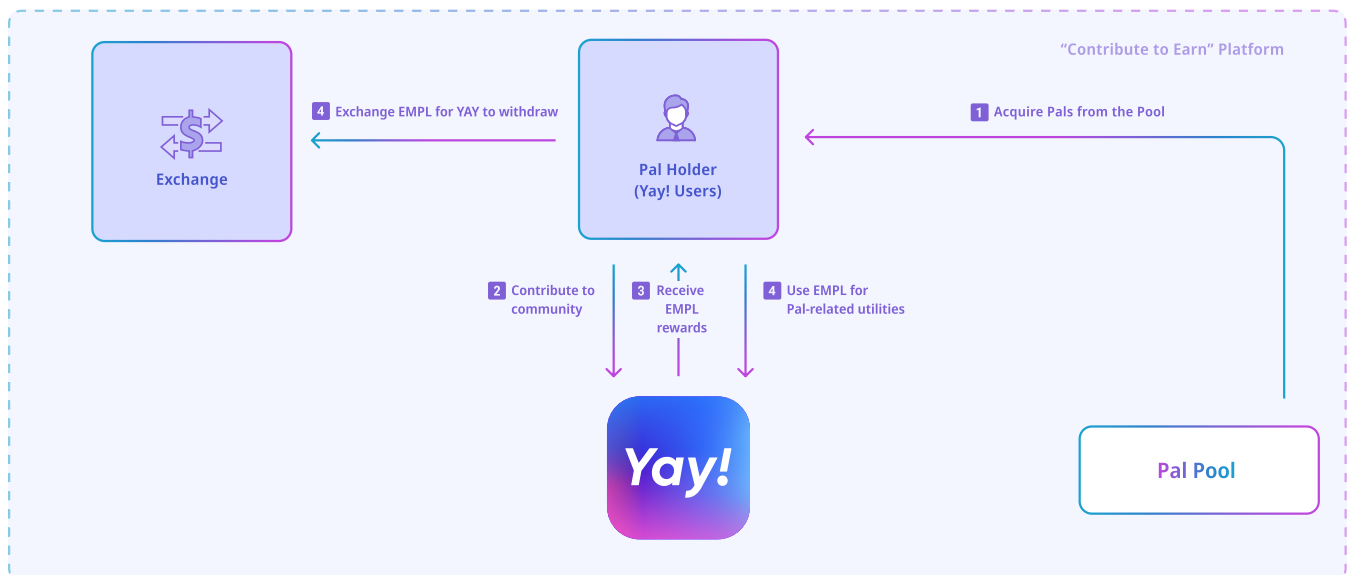 “Contribute to Earn” Platform
4 Exchange EMPL for YAY to withdraw
1 Acquire Pals from the Pool
$
Exchange
Pal Holder
(Yay! Users)
2 Contribute to
community
3 Receive
EMPL
rewards
4 Use EMPL for
Pal-related utilities
Yay!
Pal Pool